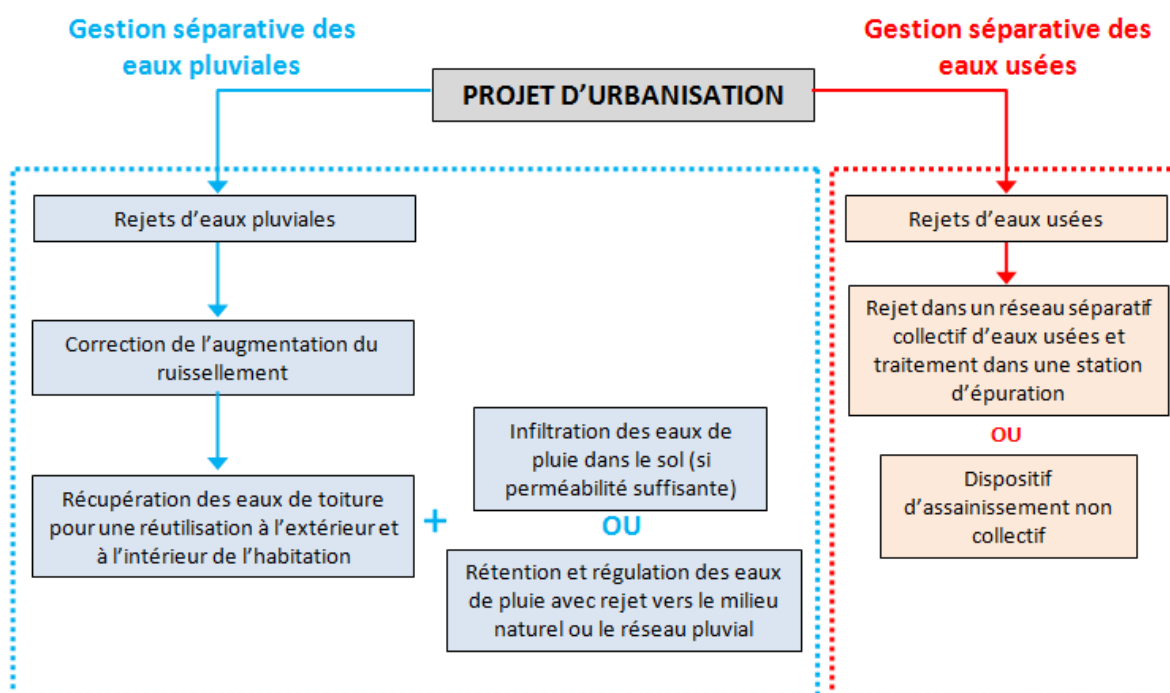 Gestion séparative des
eaux pluviales
Gestion séparative des
eaux usées
PROJET D’URBANISATION
Rejets d’eaux pluviales
Correction de l’augmentation du
ruissellement
Récupération des eaux de toiture
pour une réutilisation à l’extérieur et
à l’intérieur de l’habitation
+
Infiltration des eaux de
pluie dans le sol (si
perméabilité suffisante)
OU
Rétention et régulation des eaux
de pluie avec rejet vers le milieu
naturel ou le réseau pluvial
Rejets d’eaux usées
Rejet dans un réseau séparatif
collectif d’eaux usées et
traitement dans une station
d’épuration
OU
Dispositif
d’assainissement non
collectif